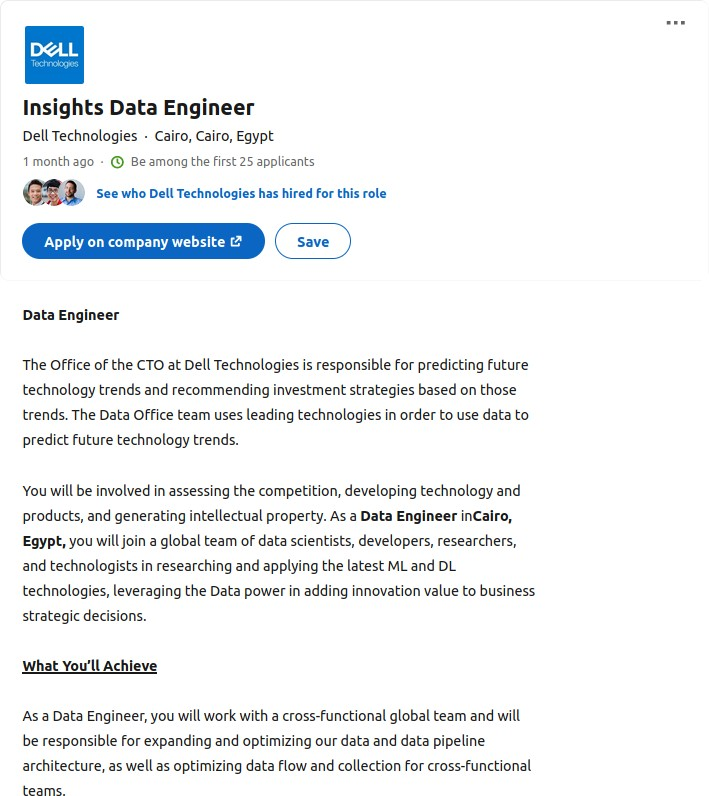 DELL
Technologies
Insights Data Engineer
Dell Technologies · Cairo, Cairo, Egypt
1 month ago · Be among the first 25 applicants
See who Dell Technologies has hired for this role
Apply on company website
Save
Data Engineer
The Office of the CTO at Dell Technologies is responsible for predicting future
technology trends and recommending investment strategies based on those
trends. The Data Office team uses leading technologies in order to use data to
predict future technology trends.
You will be involved in assessing the competition, developing technology and
products, and generating intellectual property. As a Data Engineer inCairo,
Egypt, you will join a global team of data scientists, developers, researchers,
and technologists in researching and applying the latest ML and DL
technologies, leveraging the Data power in adding innovation value to business
strategic decisions.
What You’ll Achieve
As a Data Engineer, you will work with a cross-functional global team and will
be responsible for expanding and optimizing our data and data pipeline
architecture, as well as optimizing data flow and collection for cross-functional
teams.